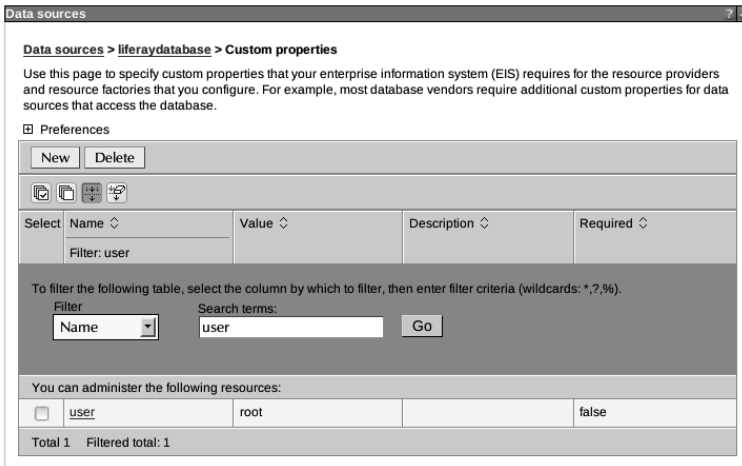 Data sources ?
Data sources > liferaydatabase > Custom properties
Use this page to specify custom properties that your enterprise information system (EIS) requires for the resource providers
and resource factories that you configure. For example, most database vendors require additional custom properties for data
sources that access the database.
Preferences
New Delete
Select Name Value Description Required
Filter: user
To filter the following table, select the column by which to filter, then enter filter criteria (wildcards: *,?,%).
Filter Search terms:
Name user Go
You can administer the following resources:
user root false
Total 1 Filtered total: 1